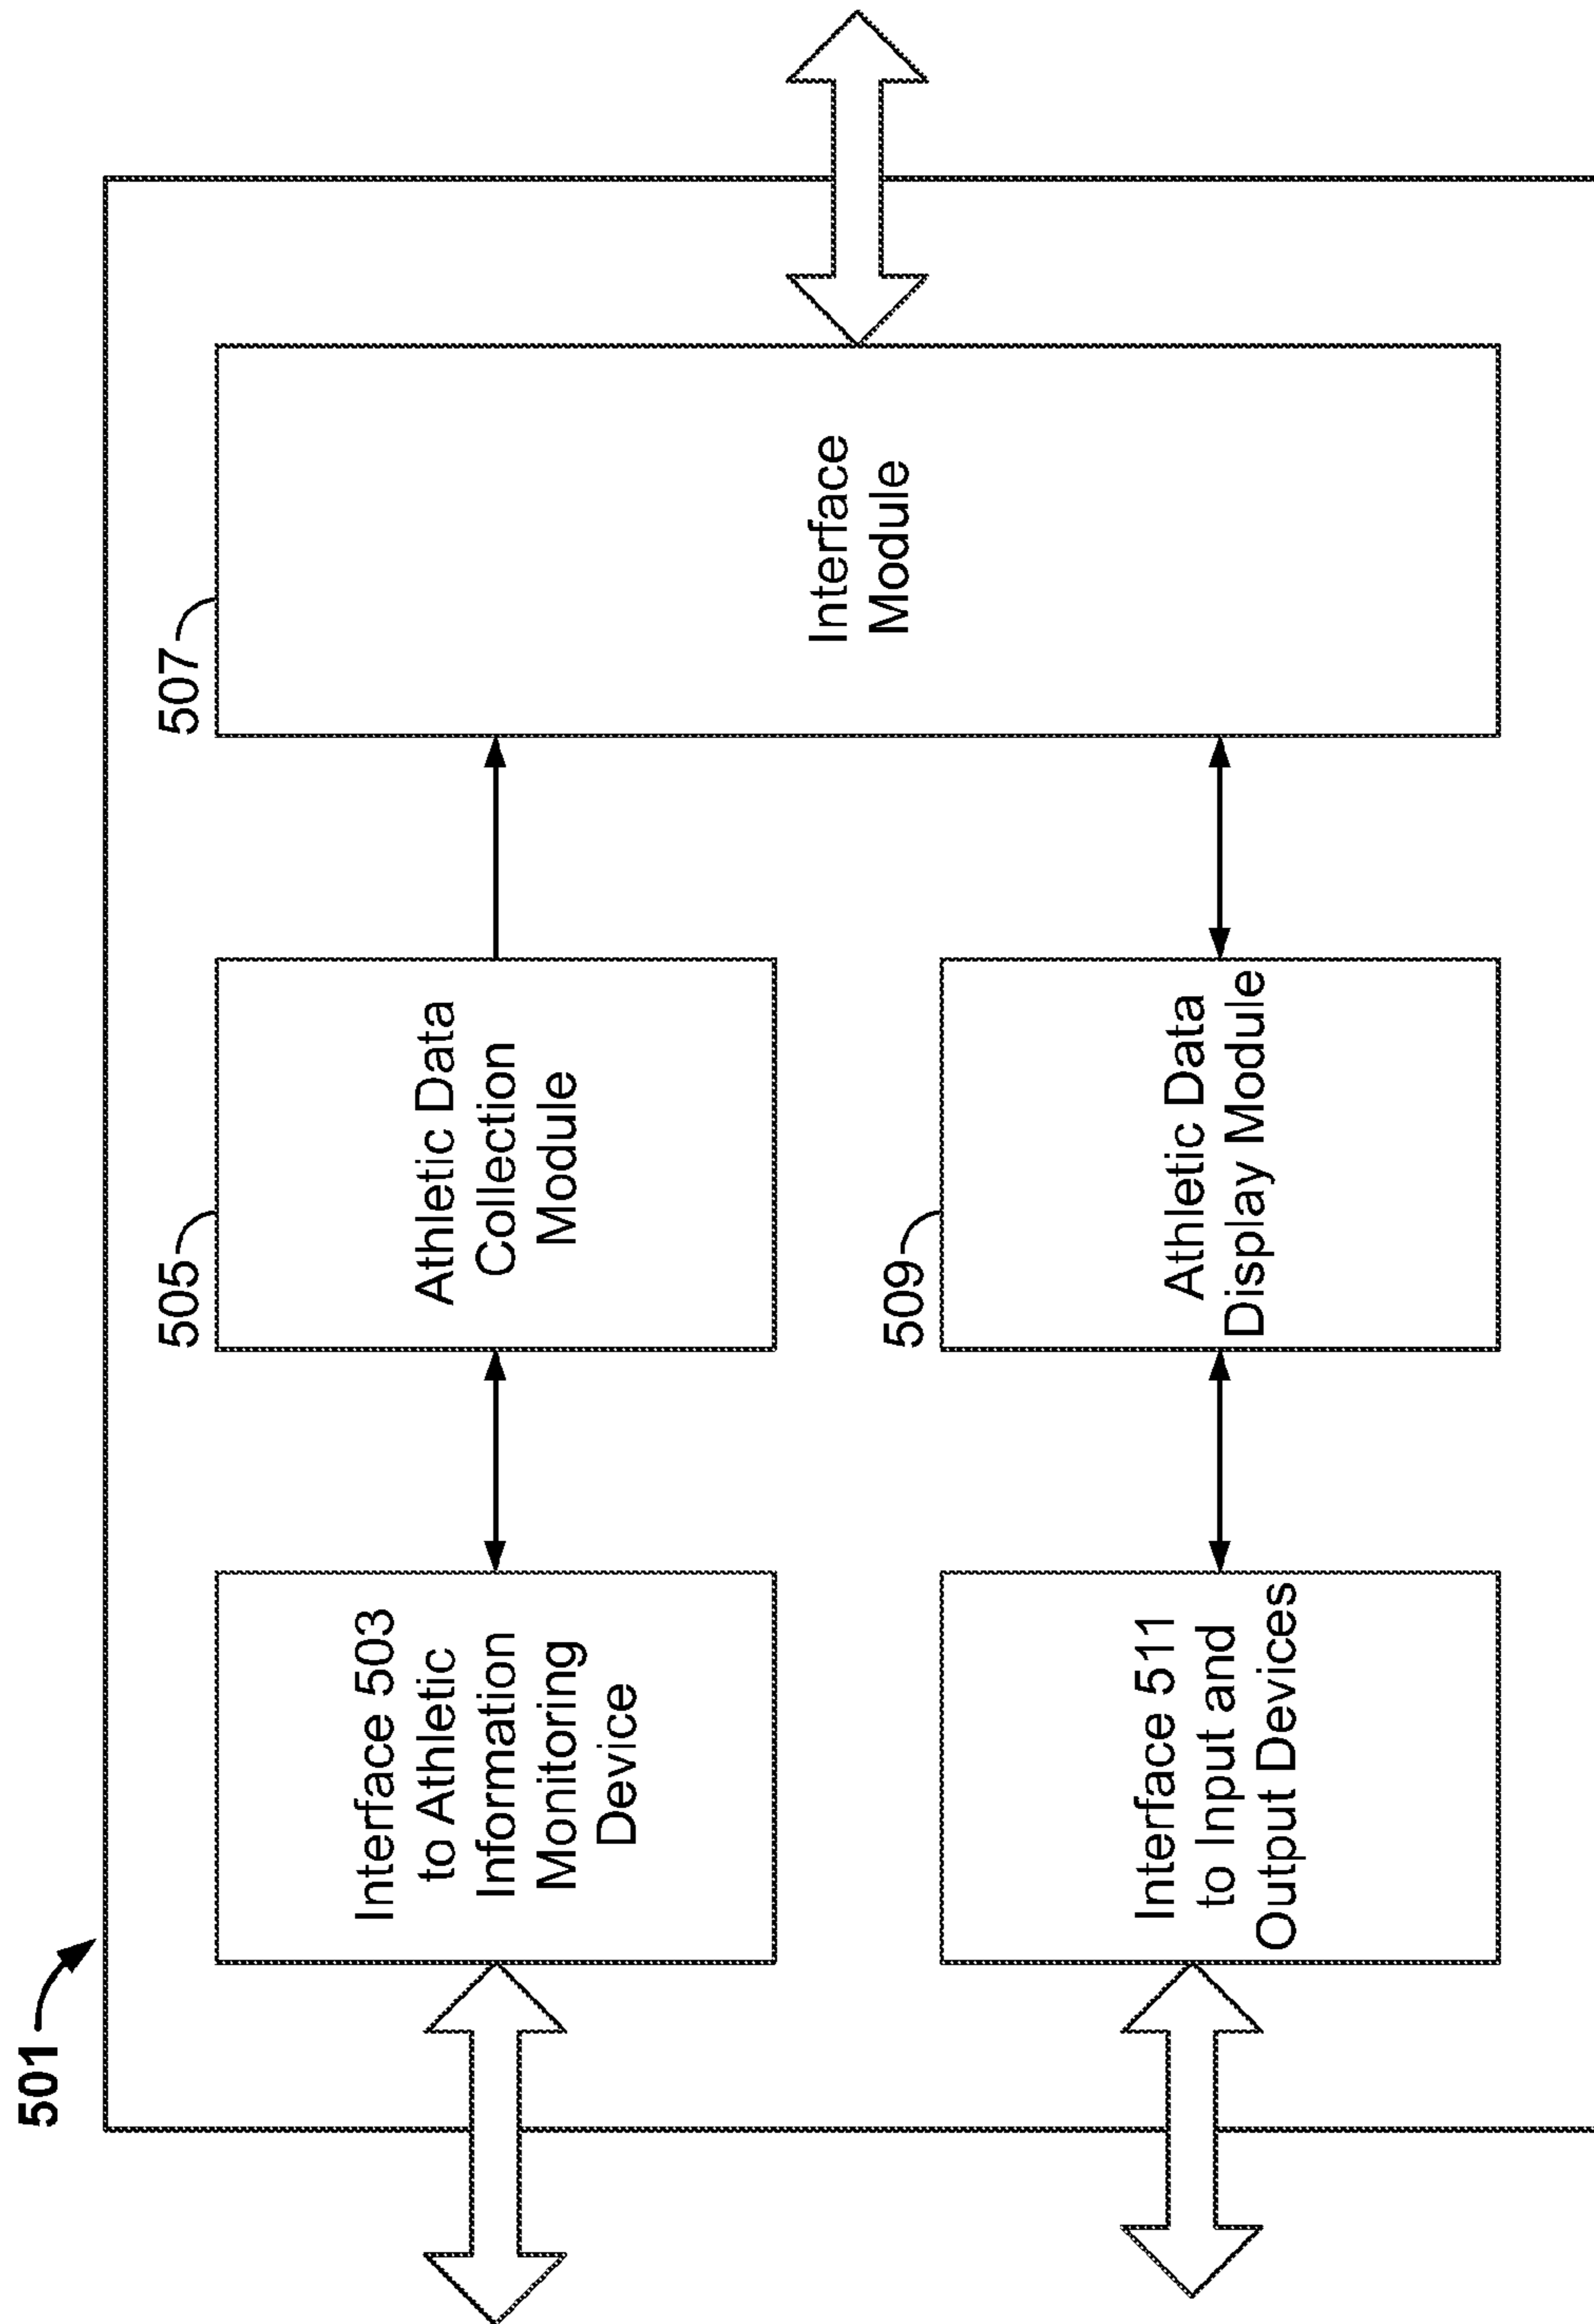 501
Interface 503
to Athletic
Information
Monitoring
Device
505
Athletic Data
Collection
Module
507
Interface
Module
Interface 511
to Input and
Output Devices
509
Athletic Data
Display Module